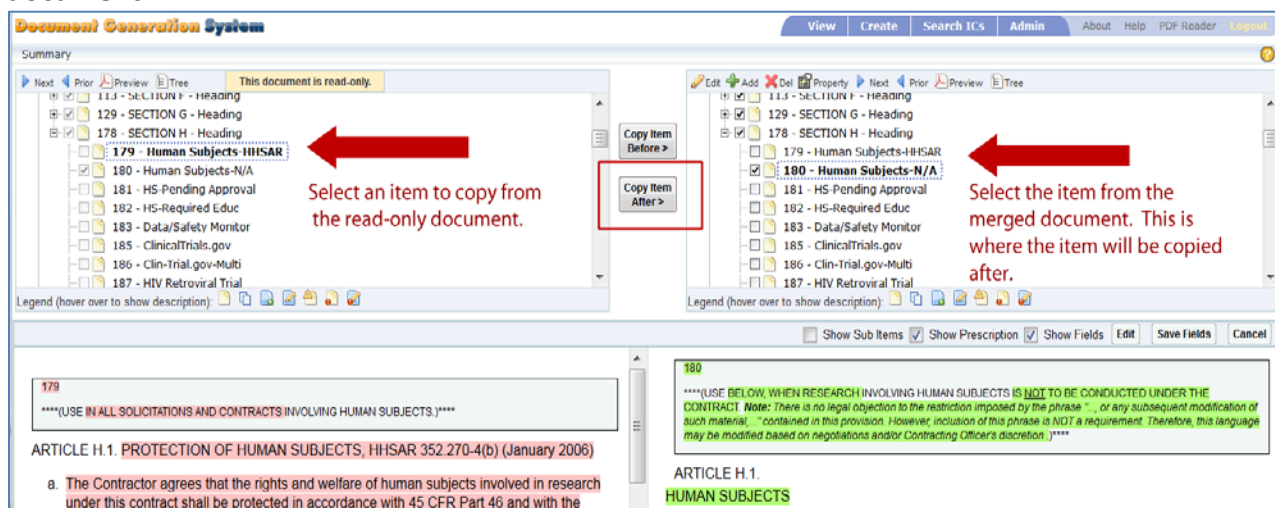 Document Generation System
View Create Search ICs Admin About Help PDF Reader Logout
Summary
Next Prior Preview Tree This document is read-only.
113 - SECTION F - Heading
129 - SECTION G - Heading
178 - SECTION H - Heading
179 - Human Subjects-HHSAR
180 - Human Subjects-N/A
181 - HS-Pending Approval
182 - HS-Required Educ
183 - Data/Safety Monitor
185 - ClinicalTrials.gov
186 - Clin-Trial.gov-Multi
187 - HIV Retroviral Trial
Legend (hover over to show description):
Select an item to copy from
the read-only document.
Copy Item
Before >
Copy Item
After >
Edit Add Del Property Next Prior Preview Tree
113 - SECTION F - Heading
129 - SECTION G - Heading
178 - SECTION H - Heading
179 - Human Subjects-HHSAR
180 - Human Subjects-N/A
181 - HS-Pending Approval
182 - HS-Required Educ
183 - Data/Safety Monitor
185 - ClinicalTrials.gov
186 - Clin-Trial.gov-Multi
187 - HIV Retroviral Trial
Legend (hover over to show description):
Select the item from the
merged document. This is
where the item will be copied
after.
Show Sub Items Show Prescription Show Fields Edit Save Fields Cancel
179
****(USE IN ALL SOLICITATIONS AND CONTRACTS INVOLVING HUMAN SUBJECTS.)****
ARTICLE H.1. PROTECTION OF HUMAN SUBJECTS, HHSAR 352.270-4(b) (January 2006)
a. The Contractor agrees that the rights and welfare of human subjects involved in research
under this contract shall be protected in accordance with 45 CFR Part 46 and with the
180
****(USE BELOW, WHEN RESEARCH INVOLVING HUMAN SUBJECTS IS NOT TO BE CONDUCTED UNDER THE
CONTRACT. Note: There is no legal objection to the restriction imposed by the phrase "..., or any subsequent modification of
such material,..." contained in this provision. However, inclusion of this phrase is NOT a requirement. Therefore, this language
may be modified based on negotiations and/or Contracting Officer's discretion.)****
ARTICLE H.1.
HUMAN SUBJECTS